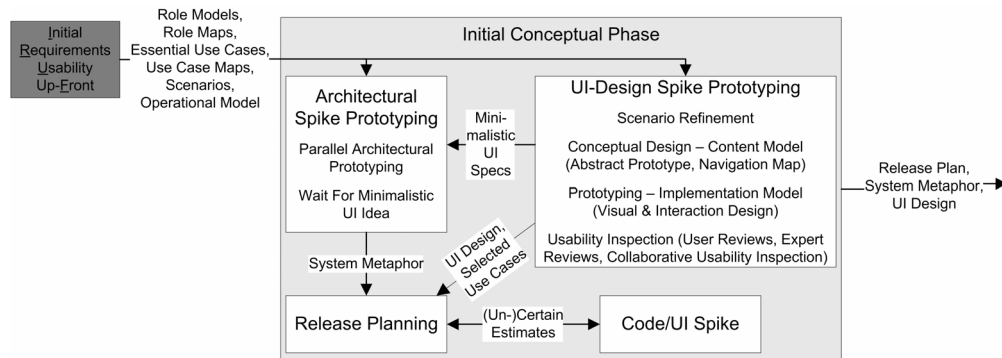 Initial
Requirements
Usability
Up-Front
Role Models,
Role Maps,
Essential Use Cases,
Use Case Maps,
Scenarios,
Operational Model
Initial Conceptual Phase
Architectural
Spike Prototyping
Parallel Architectural
Prototyping
Wait For Minimalistic
UI Idea
Mini-
malistic
UI
Specs
UI-Design Spike Prototyping
Scenario Refinement
Conceptual Design – Content Model
(Abstract Prototype, Navigation Map)
Prototyping – Implementation Model
(Visual & Interaction Design)
Usability Inspection (User Reviews, Expert
Reviews, Collaborative Usability Inspection)
Release Plan,
System Metaphor,
UI Design
System Metaphor
UI Design,
Selected
Use Cases
Release Planning
(Un-)Certain
Estimates
Code/UI Spike